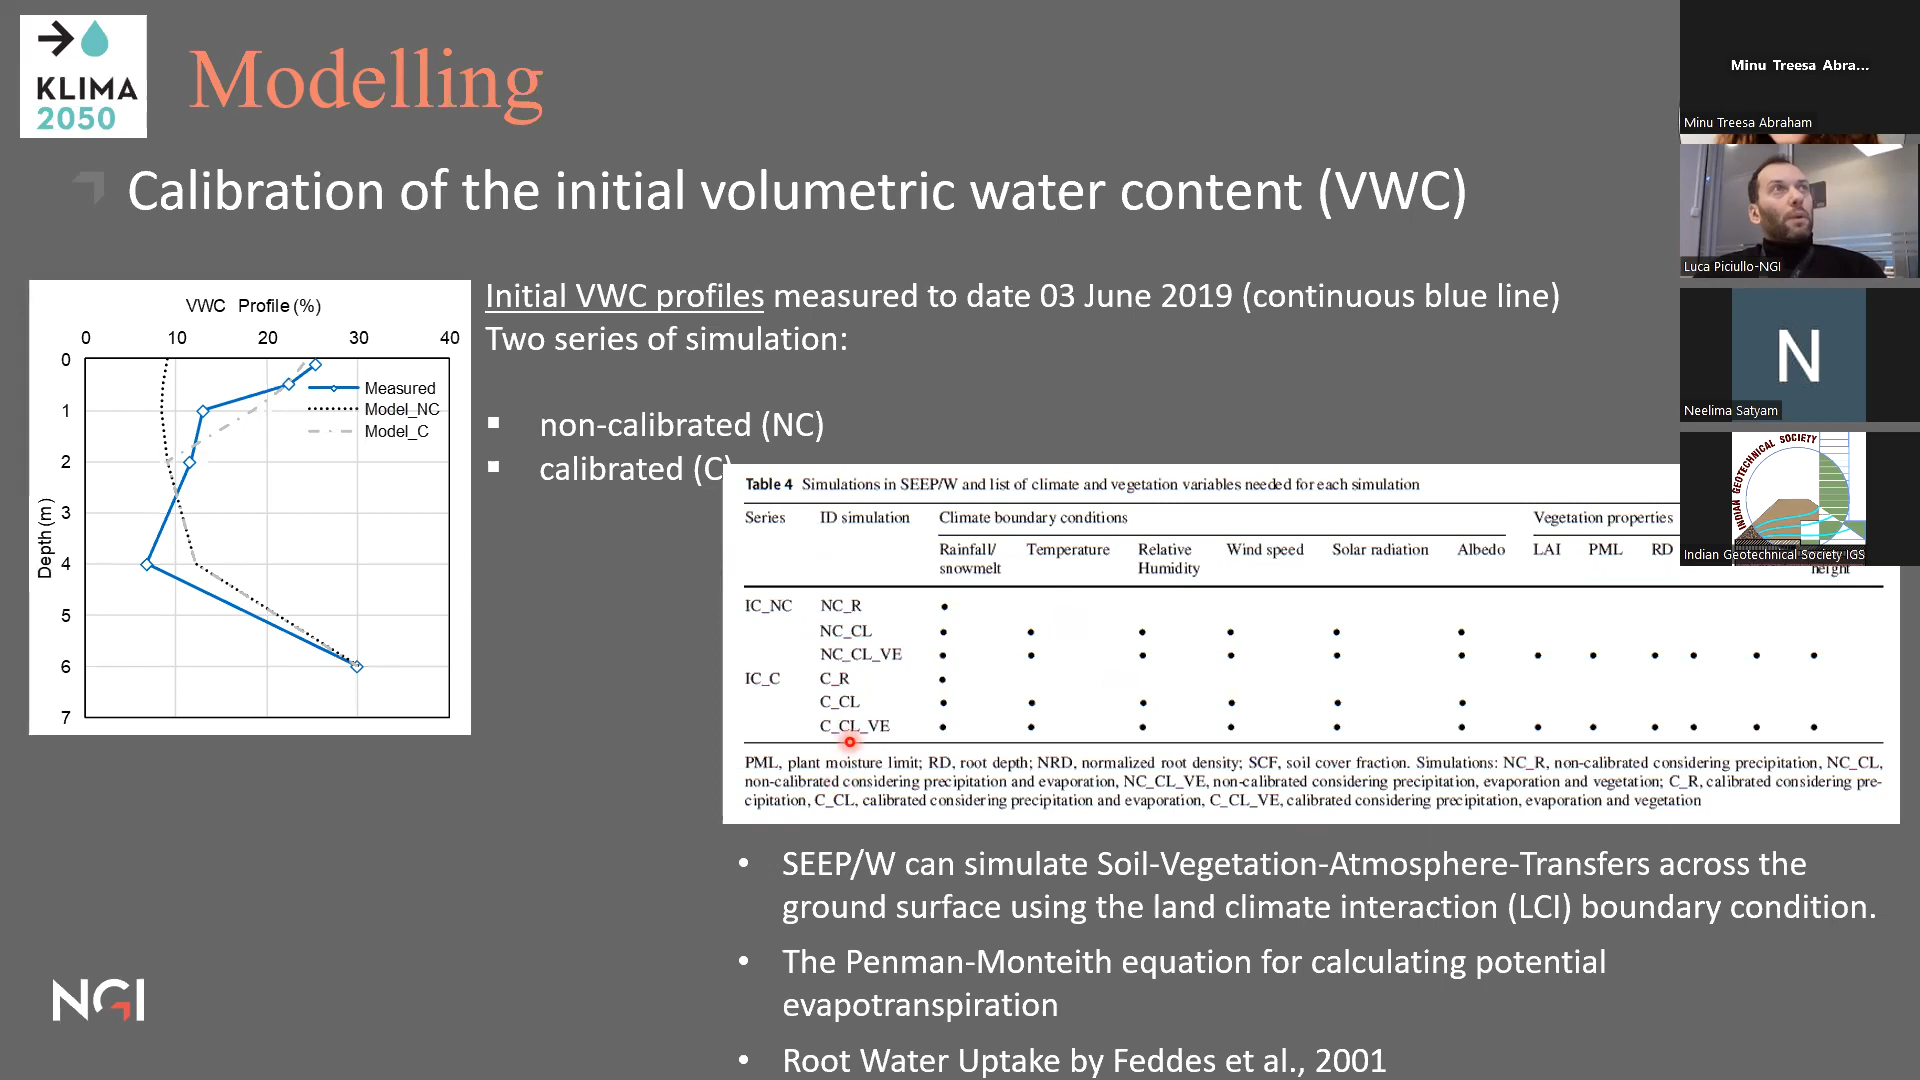 KLIMA
2050
Modelling
Calibration of the initial volumetric water content (VWC)
VWC Profile (%)
0 10 20 30 40
0
1
2
3
4
5
6
7
Depth (m)
Measured
Model_NC
Model_C
Initial VWC profiles measured to date 03 June 2019 (continuous blue line)
Two series of simulation:
▪ non-calibrated (NC)
▪ calibrated (C)
Table 4 Simulations in SEEP/W and list of climate and vegetation variables needed for each simulation
Series ID simulation Climate boundary conditions Vegetation properties
Rainfall/ Temperature Relative Wind speed Solar radiation Albedo LAI PML RD
snowmelt Humidity height
IC_NC NC_R •
NC_CL • • • • • •
NC_CL_VE • • • • • • • • • • • •
IC_C C_R •
C_CL • • • • • •
C_CL_VE • • • • • • • • • • • •
PML, plant moisture limit; RD, root depth; NRD, normalized root density; SCF, soil cover fraction. Simulations: NC_R, non-calibrated considering precipitation, NC_CL,
non-calibrated considering precipitation and evaporation, NC_CL_VE, non-calibrated considering precipitation, evaporation and vegetation; C_R, calibrated considering pre-
cipitation, C_CL, calibrated considering precipitation and evaporation, C_CL_VE, calibrated considering precipitation, evaporation and vegetation
• SEEP/W can simulate Soil-Vegetation-Atmosphere-Transfers across the
ground surface using the land climate interaction (LCI) boundary condition.
• The Penman-Monteith equation for calculating potential
evapotranspiration
• Root Water Uptake by Feddes et al., 2001
NGI
Minu Treesa Abra...
Minu Treesa Abraham
Luca Piciullo-NGI
N
Neelima Satyam
INDIAN GEOTECHNICAL SOCIETY
Indian Geotechnical Society IGS